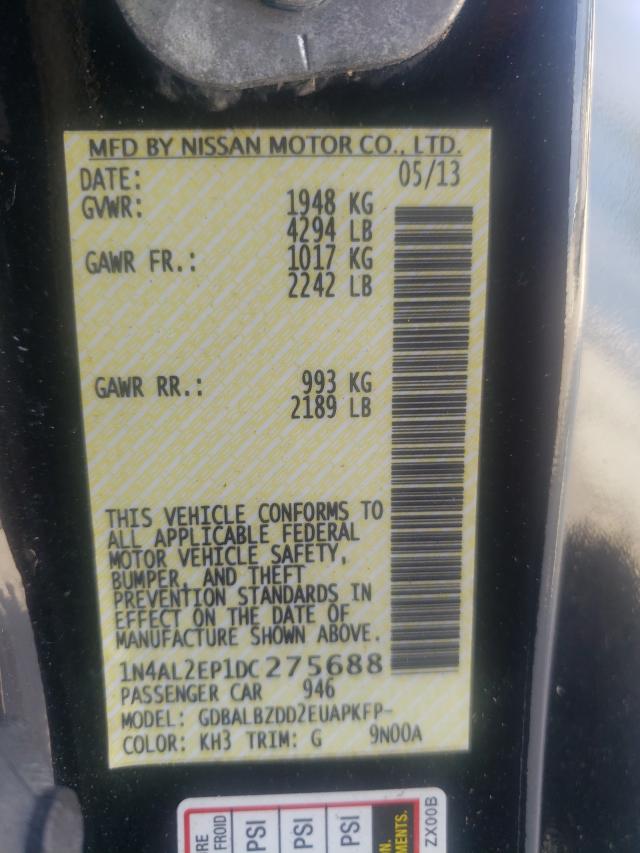 MFD BY NISSAN MOTOR CO., LTD.
DATE: 05/13
GVWR: 1948 KG
4294 LB
GAWR FR.: 1017 KG
2242 LB
GAWR RR.: 993 KG
2189 LB
THIS VEHICLE CONFORMS TO
ALL APPLICABLE FEDERAL
MOTOR VEHICLE SAFETY,
BUMPER, AND THEFT
PREVENTION STANDARDS IN
EFFECT ON THE DATE OF
MANUFACTURE SHOWN ABOVE.
1N4AL2EP1DC275688
PASSENGER CAR 946
MODEL: GDBALBZDD2EUAPKFP-
COLOR: KH3 TRIM: G 9N00A
FROID
PSI
PSI
PSI
ZX00B